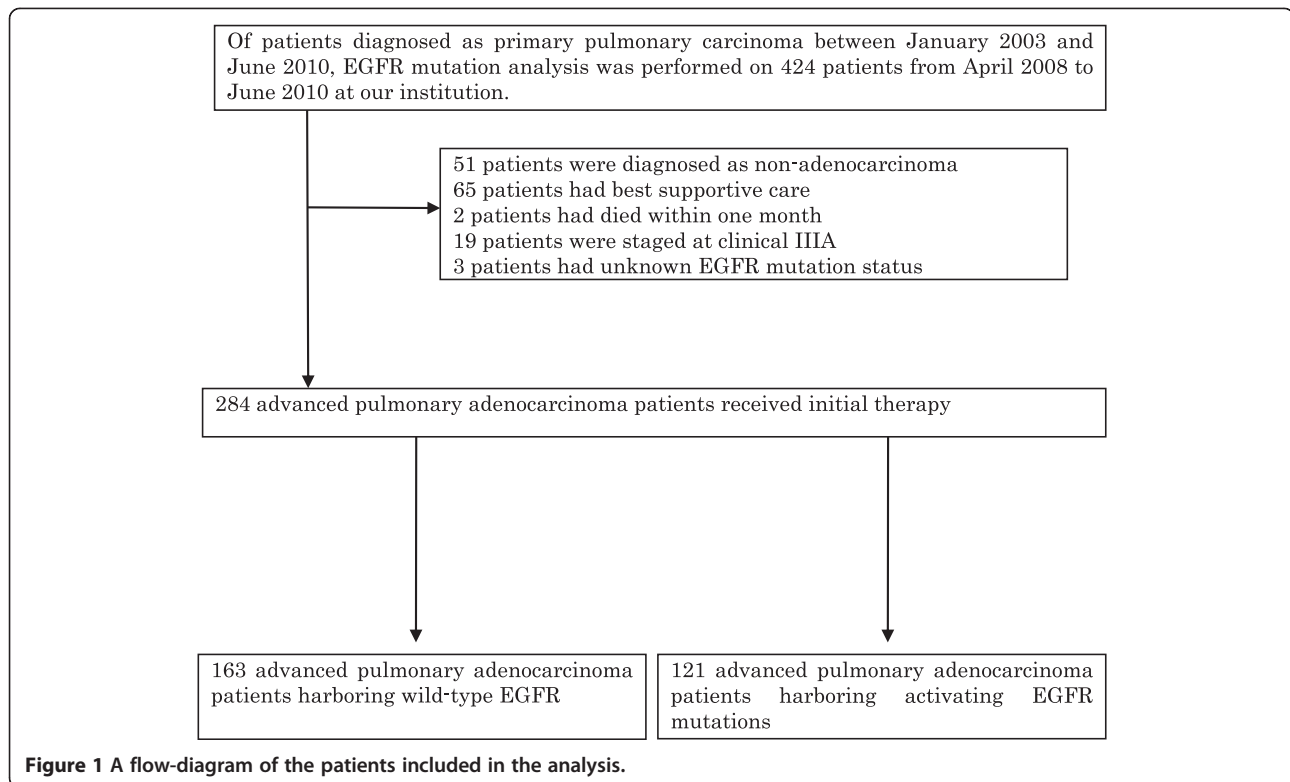 Of patients diagnosed as primary pulmonary carcinoma between January 2003 and
June 2010, EGFR mutation analysis was performed on 424 patients from April 2008 to
June 2010 at our institution.
51 patients were diagnosed as non-adenocarcinoma
65 patients had best supportive care
2 patients had died within one month
19 patients were staged at clinical IIIA
3 patients had unknown EGFR mutation status
284 advanced pulmonary adenocarcinoma patients received initial therapy
163 advanced pulmonary adenocarcinoma
patients harboring wild-type EGFR
121 advanced pulmonary adenocarcinoma
patients harboring activating EGFR
mutations
Figure 1 A flow-diagram of the patients included in the analysis.